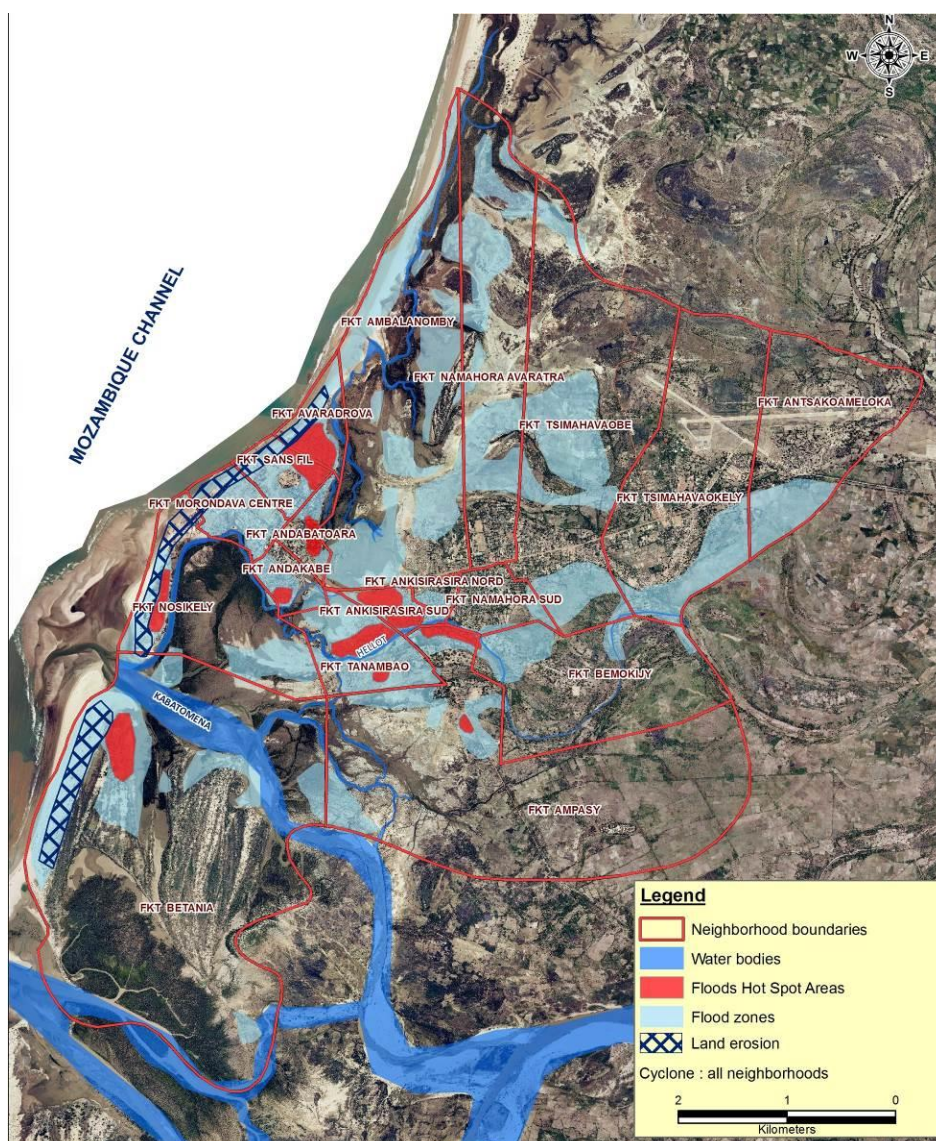 N
W E
S
MOZAMBIQUE CHANNEL
FKT AMBALANOMBY
FKT NAMAHORA AVARATRA
FKT ANTSAKOAMELOKA
FKT AVARADROVA
FKT TSIMAHAVAOBE
FKT SANS FIL
FKT MORONDAVA CENTRE
FKT TSIMAHAVAOKELY
FKT ANDABATOARA
FKT ANDAKABE
FKT ANKISIRASIRA NORD
FKT NAMAHORA SUD
FKT NOSIKELY
FKT ANKISIRASIRA SUD
HELLOT
FKT TANAMBAO
FKT BEMOKIJY
KABATOMENA
FKT AMPASY
FKT BETANIA
Legend
Neighborhood boundaries
Water bodies
Floods Hot Spot Areas
Flood zones
Land erosion
Cyclone : all neighborhoods
2 1 0
Kilometers